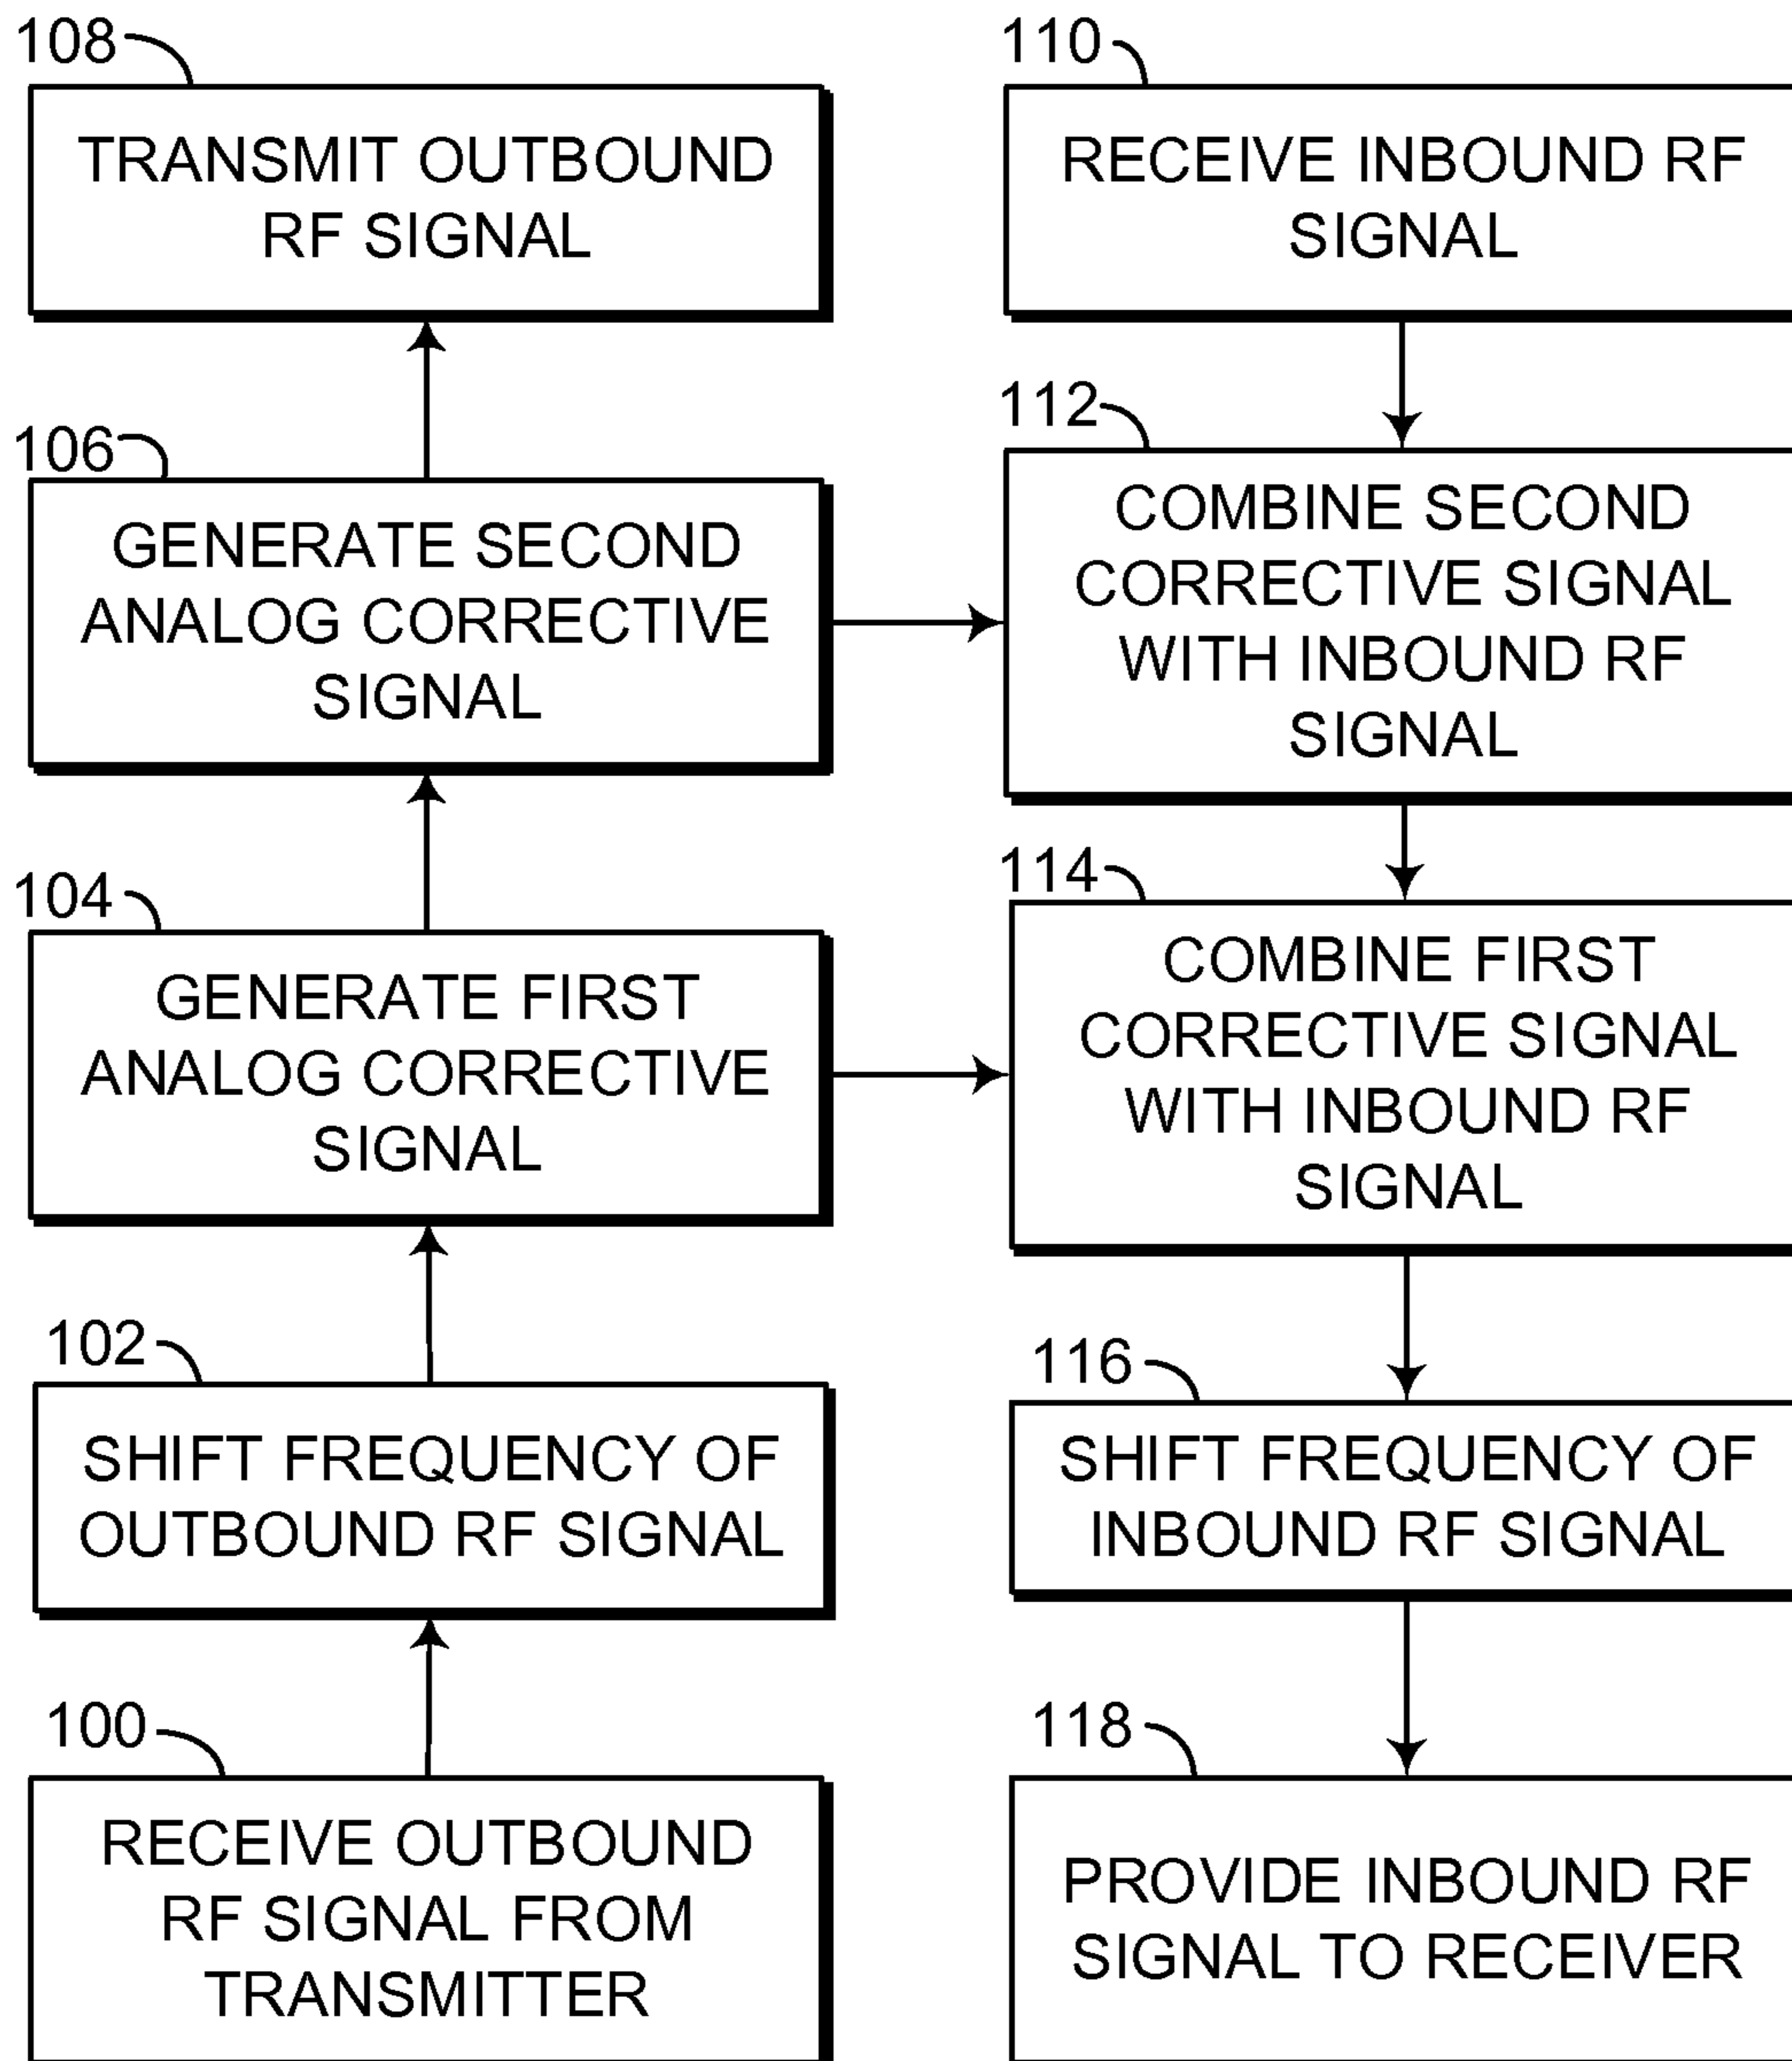 108
TRANSMIT OUTBOUND
RF SIGNAL
106
GENERATE SECOND
ANALOG CORRECTIVE
SIGNAL
104
GENERATE FIRST
ANALOG CORRECTIVE
SIGNAL
102
SHIFT FREQUENCY OF
OUTBOUND RF SIGNAL
100
RECEIVE OUTBOUND
RF SIGNAL FROM
TRANSMITTER
110
RECEIVE INBOUND RF
SIGNAL
112
COMBINE SECOND
CORRECTIVE SIGNAL
WITH INBOUND RF
SIGNAL
114
COMBINE FIRST
CORRECTIVE SIGNAL
WITH INBOUND RF
SIGNAL
116
SHIFT FREQUENCY OF
INBOUND RF SIGNAL
118
PROVIDE INBOUND RF
SIGNAL TO RECEIVER